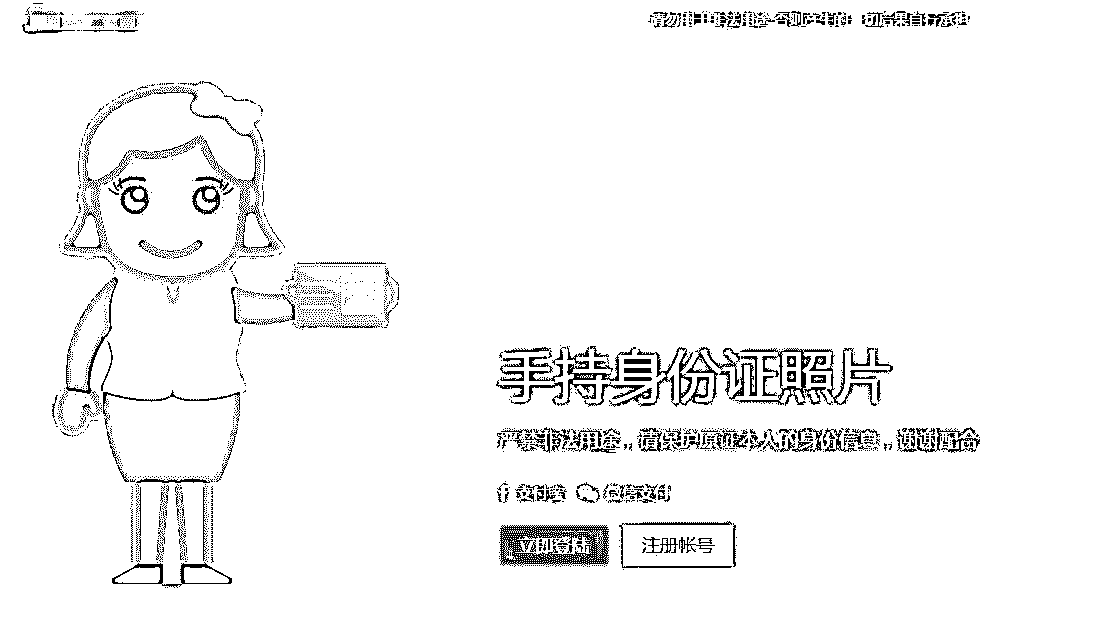 请勿用于非法用途-否则产生的一切后果自行承担
手持身份证照片
严禁非法用途，请保护原证本人的身份信息，谢谢配合
支付宝 微信支付
立即登陆 注册帐号